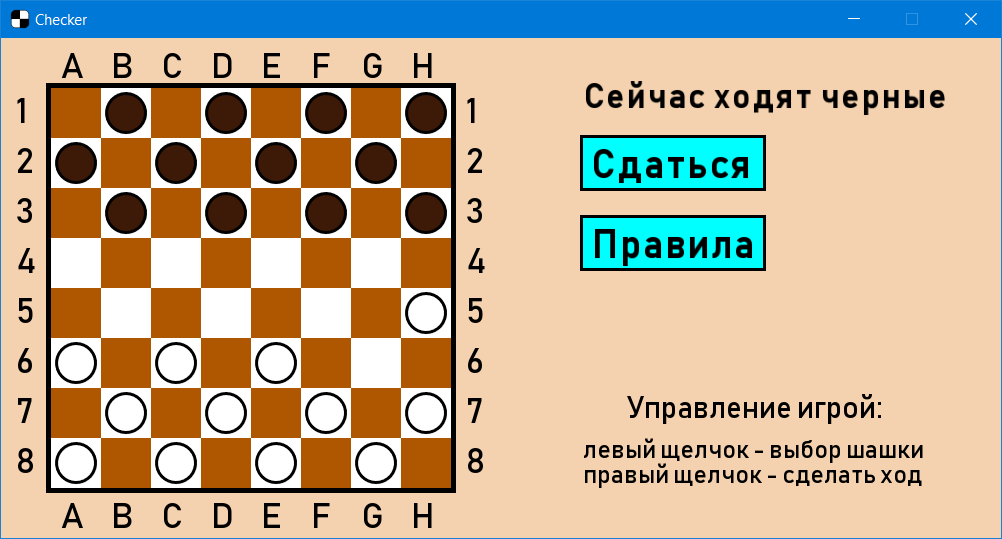 Checker
A B C D E F G H
1 1
Сейчас ходят черные
2 2
Сдаться
3 3
Правила
4 4
5 5
6 6
7 7
Управление игрой:
8 8
левый щелчок - выбор шашки
правый щелчок - сделать ход
A B C D E F G H